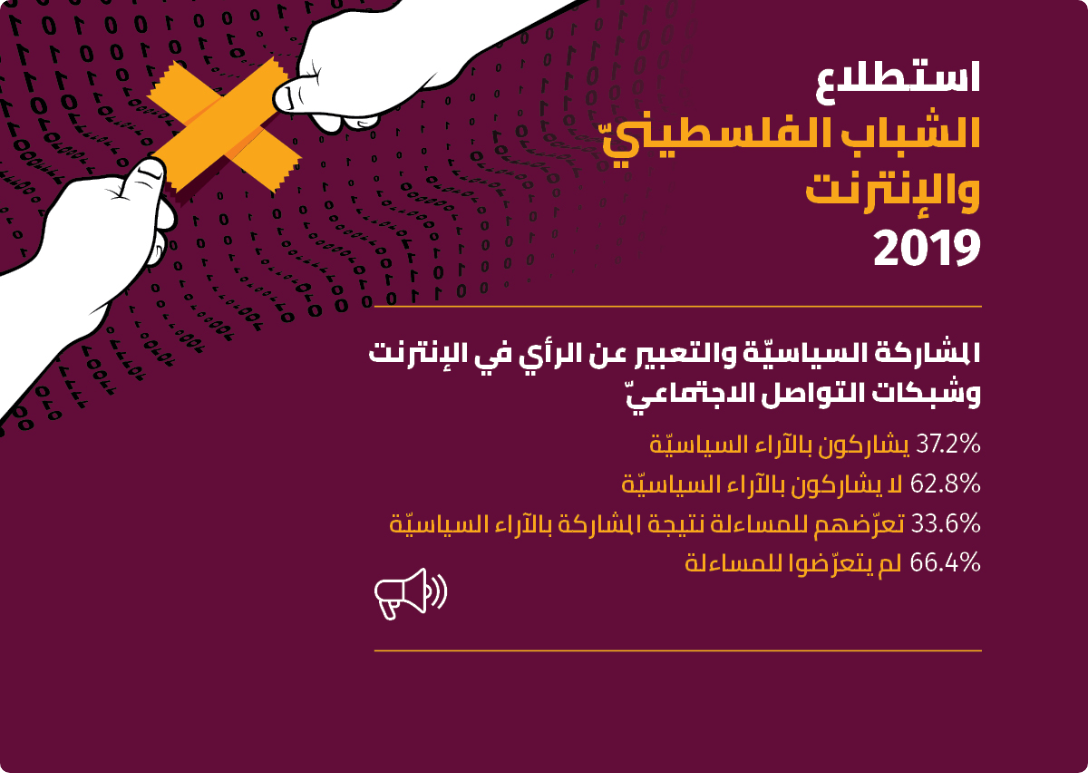 استطلاع
الشباب الفلسطينيّ
والإنترنت
2019
المشاركة السياسيّة والتعبير عن الرأي في الإنترنت
وشبكات التواصل الاجتماعيّ
37.2% يشاركون بالآراء السياسيّة
62.8% لا يشاركون بالآراء السياسيّة
33.6% تعرّضهم للمساءلة نتيجة المشاركة بالآراء السياسيّة
66.4% لم يتعرّضوا للمساءلة